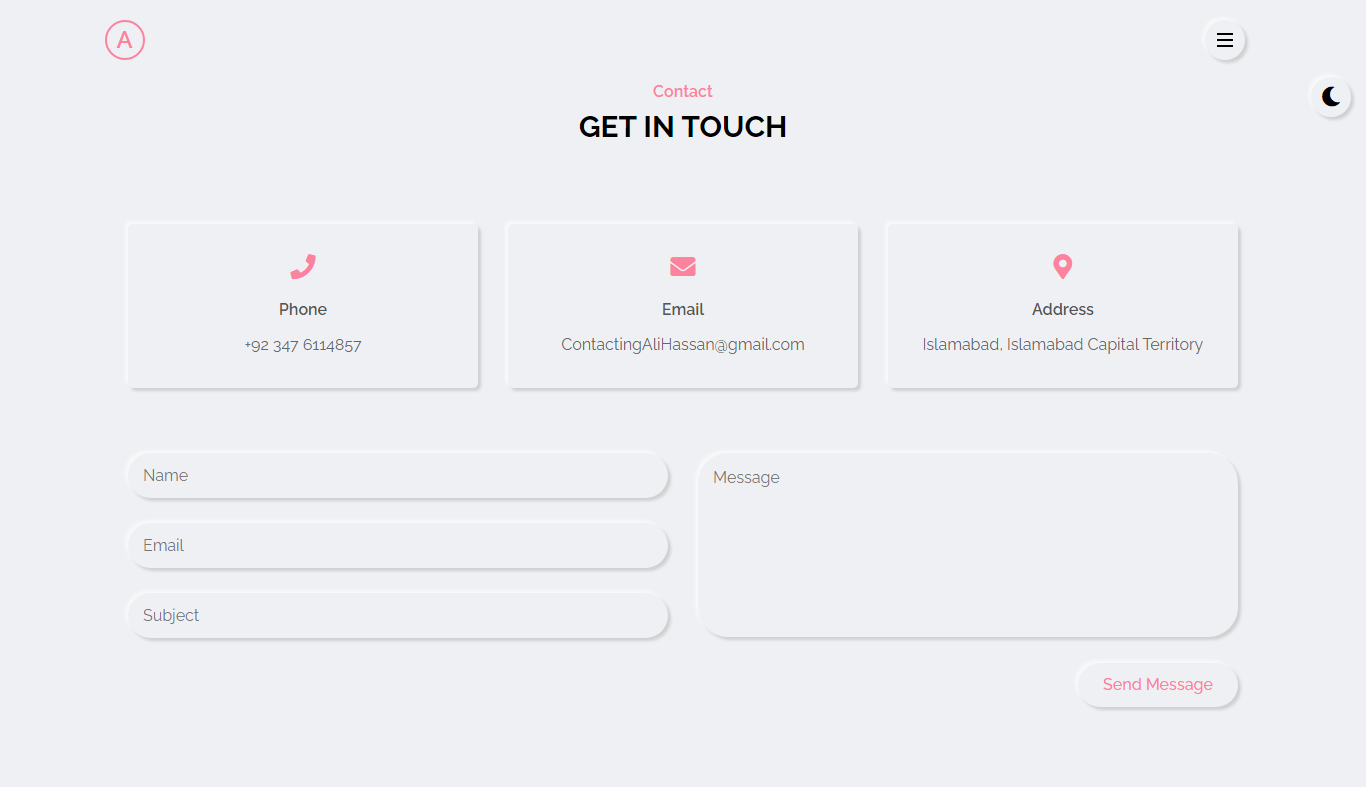 A
Contact
GET IN TOUCH
Phone
+92 347 6114857
Email
ContactingAliHassan@gmail.com
Address
Islamabad, Islamabad Capital Territory
Name
Email
Subject
Message
Send Message